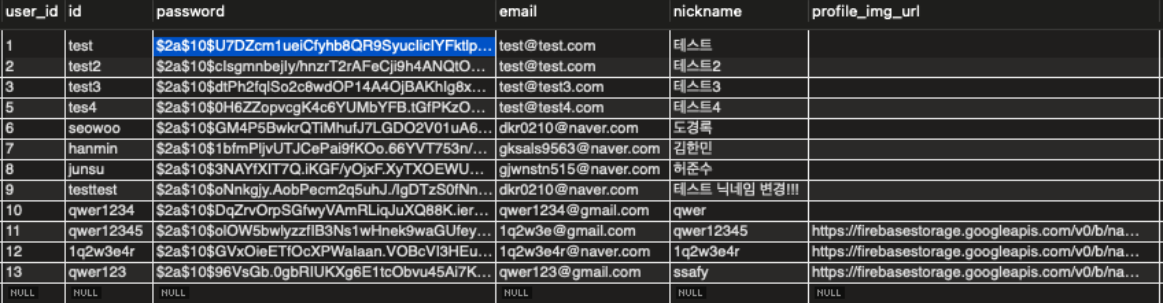 user_id id password email nickname profile_img_url
1 test $2a$10$U7DZcm1ueiCfyhb8QR9SyucIicIYFktlp... test@test.com 테스트
2 test2 $2a$10$cIsgmnbejIy/hnzrT2rAFeCji9h4ANQtO... test@test.com 테스트2
3 test3 $2a$10$dtPh2fqISo2c8wdOP14A4OjBAKhIg8x... test@test3.com 테스트3
5 tes4 $2a$10$0H6ZZopvcgK4c6YUMbYFB.tGfPKzO... test@test4.com 테스트4
6 seowoo $2a$10$GM4P5BwkrQTiMhufJ7LGDO2V01uA6... dkr0210@naver.com 도경록
7 hanmin $2a$10$1bfmPIjvUTJCePai9fKOo.66YVT753n/... gksals9563@naver.com 김한민
8 junsu $2a$10$3NAYfXIT7Q.iKGF/yOjxF.XyTXOEWU... gjwnstn515@naver.com 허준수
9 testtest $2a$10$oNnkgjy.AobPecm2q5uhJ./IgDTzS0fNn... dkr0210@naver.com 테스트 닉네임 변경!!!
10 qwer1234 $2a$10$DqZrvOrpSGfwyVAmRLiqJuXQ88K.ier... qwer1234@gmail.com qwer
11 qwer12345 $2a$10$oIOW5bwIyzzfIB3Ns1wHnek9waGUfey... 1q2w3e@gmail.com qwer12345 https://firebasestorage.googleapis.com/v0/b/na...
12 1q2w3e4r $2a$10$GVxOieETfOcXPWaIaan.VOBcVI3HEu... 1q2w3e4r@naver.com 1q2w3e4r https://firebasestorage.googleapis.com/v0/b/na...
13 qwer123 $2a$10$96VsGb.0gbRIUKXg6E1tcObvu45Ai7K... qwer123@gmail.com ssafy https://firebasestorage.googleapis.com/v0/b/na...
NULL NULL NULL NULL NULL NULL